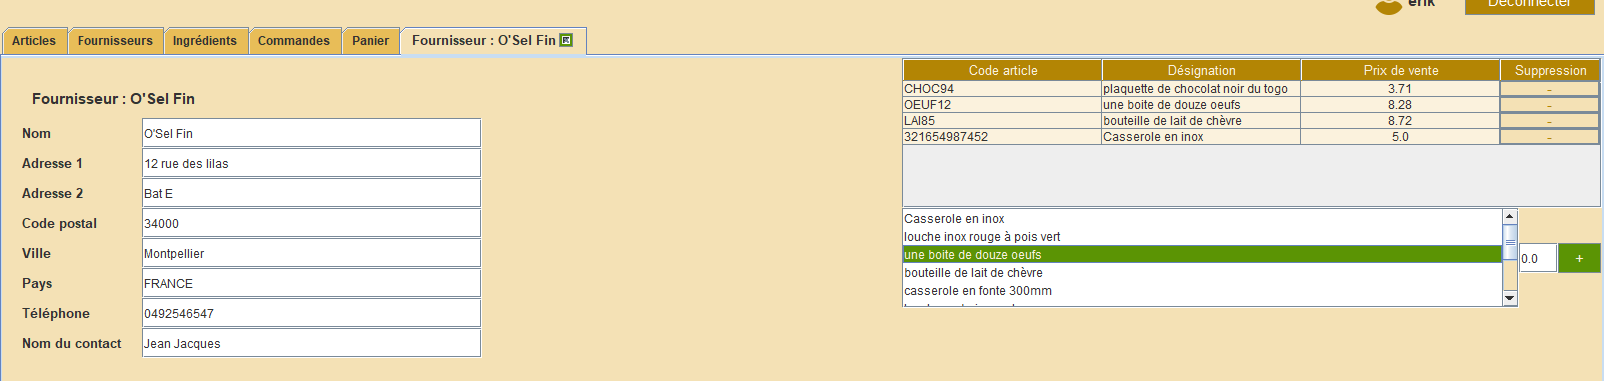 erik Déconnecter
Articles Fournisseurs Ingrédients Commandes Panier Fournisseur : O'Sel Fin
Fournisseur : O'Sel Fin
Nom O'Sel Fin
Adresse 1 12 rue des lilas
Adresse 2 Bat E
Code postal 34000
Ville Montpellier
Pays FRANCE
Téléphone 0492546547
Nom du contact Jean Jacques
Code article Désignation Prix de vente Suppression
CHOC94 plaquette de chocolat noir du togo 3.71 -
OEUF12 une boite de douze oeufs 8.28 -
LAI85 bouteille de lait de chèvre 8.72 -
321654987452 Casserole en inox 5.0 -
Casserole en inox
louche inox rouge à pois vert
une boite de douze oeufs
bouteille de lait de chèvre
casserole en fonte 300mm
0.0 +